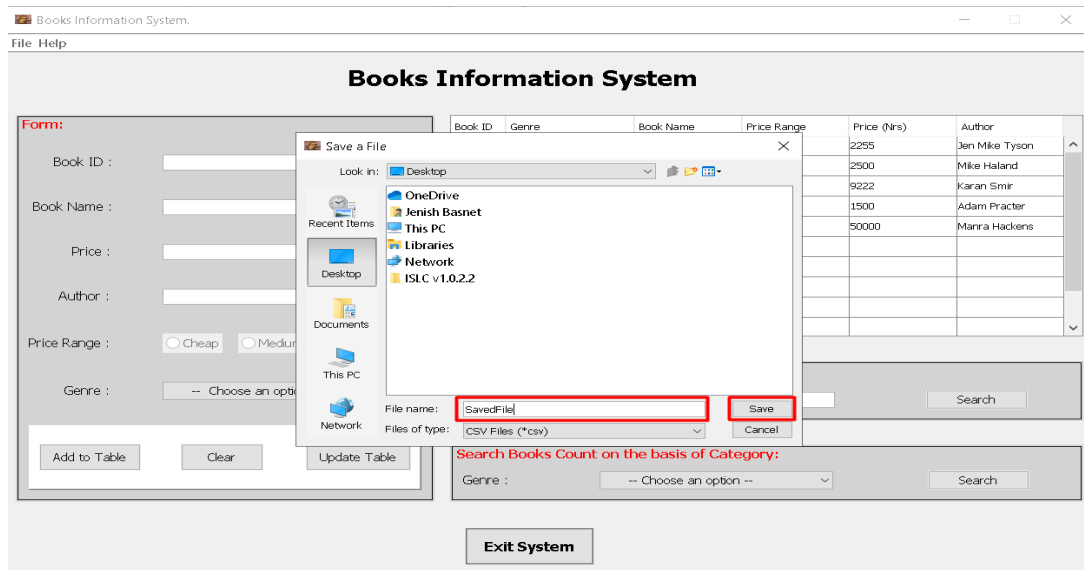 Books Information System.
File Help
Books Information System
Form:
Book ID :
Book Name :
Price :
Author :
Price Range :
Cheap
Genre :
-- Choose an
Add to Table
Clear
Update Table
Book ID Genre Book Name Price Range Price (Nrs) Author
2255 Jen Mike Tyson
2500 Mike Haland
9222 Karan Smir
1500 Adam Practer
50000 Manra Hackens
Save a File
Look in: Desktop
Recent Items
Desktop
Documents
This PC
Network
OneDrive
Jenish Basnet
This PC
Libraries
Network
ISLC v1.0.2.2
File name: SavedFile Save
Files of type: CSV Files (*csv) Cancel
Search
Search Books Count on the basis of Category:
Genre : -- Choose an option -- Search
Exit System